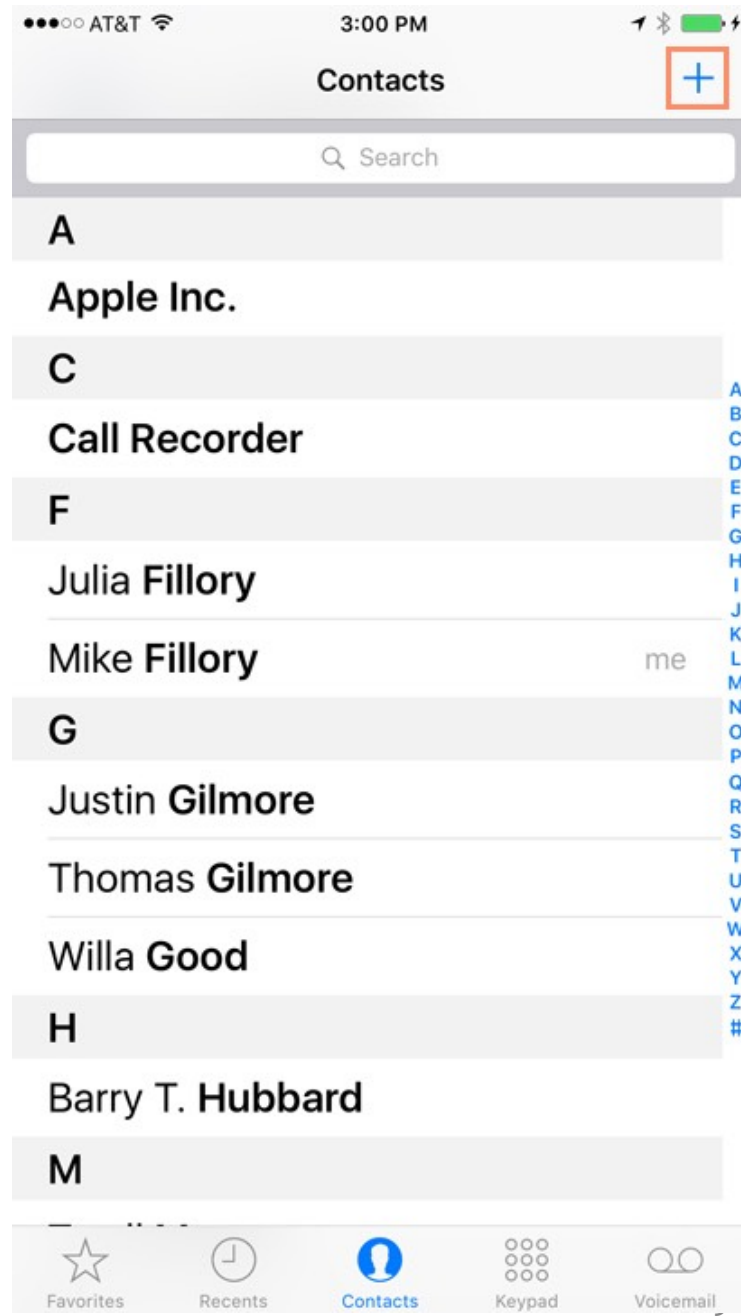 AT&T 3:00 PM
Contacts +
Search
A
Apple Inc.
C
Call Recorder
F
Julia Fillory
Mike Fillory me
G
Justin Gilmore
Thomas Gilmore
Willa Good
H
Barry T. Hubbard
M
A
B
C
D
E
F
G
H
I
J
K
L
M
N
O
P
Q
R
S
T
U
V
W
X
Y
Z
#
Favorites Recents Contacts Keypad Voicemail